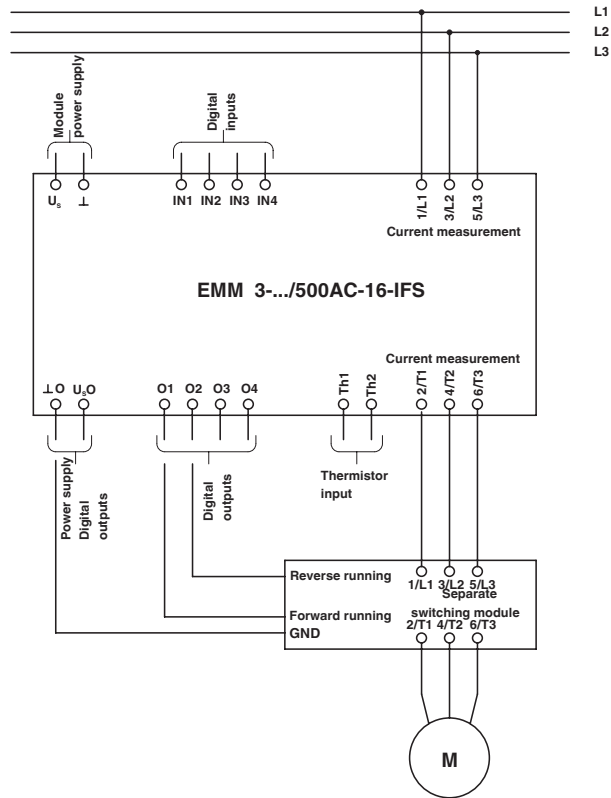 L1
L2
L3
Module
power supply
Digital
inputs
Us
⊥
IN1
IN2
IN3
IN4
1/L1
3/L2
5/L3
Current measurement
EMM 3-.../500AC-16-IFS
Current measurement
⊥O
UsO
O1
O2
O3
O4
Th1
Th2
2/T1
4/T2
6/T3
Power supply
Digital
outputs
Digital
outputs
Thermistor
input
Reverse running
1/L1 3/L2 5/L3
Separate
Forward running
switching module
GND
2/T1 4/T2 6/T3
M